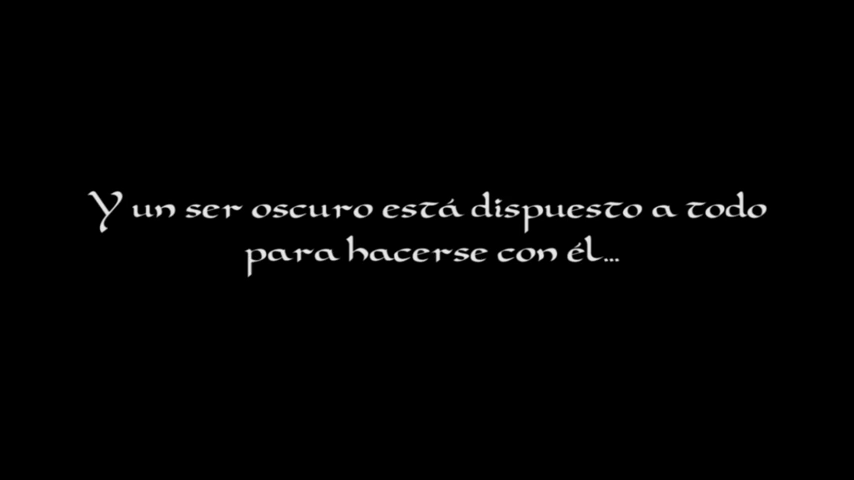 Y un ser oscuro está dispuesto a todo
para hacerse con él...